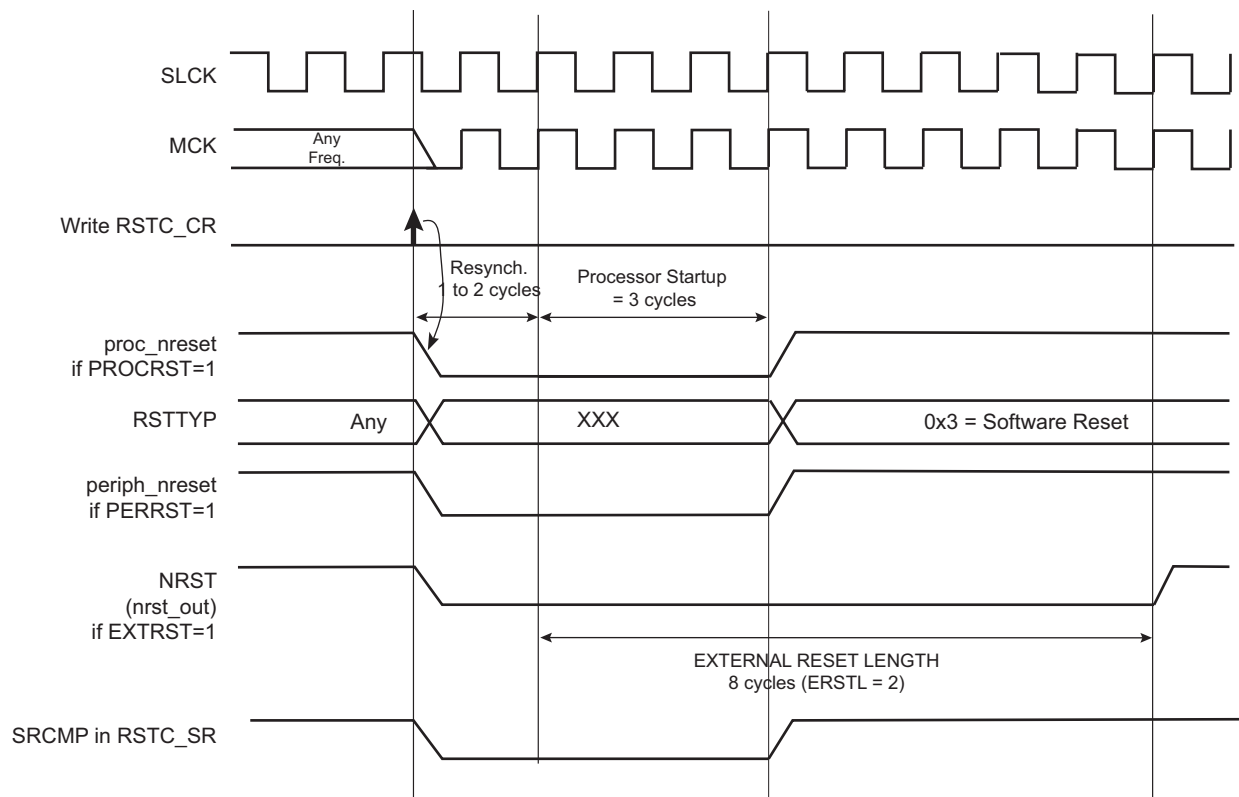 SLCK
MCK
Any
Freq.
Write RSTC_CR
Resynch.
1 to 2 cycles
Processor Startup
= 3 cycles
proc_nreset
if PROCRST=1
RSTTYP
Any
XXX
0x3 = Software Reset
periph_nreset
if PERRST=1
NRST
(nrst_out)
if EXTRST=1
EXTERNAL RESET LENGTH
8 cycles (ERSTL = 2)
SRCMP in RSTC_SR